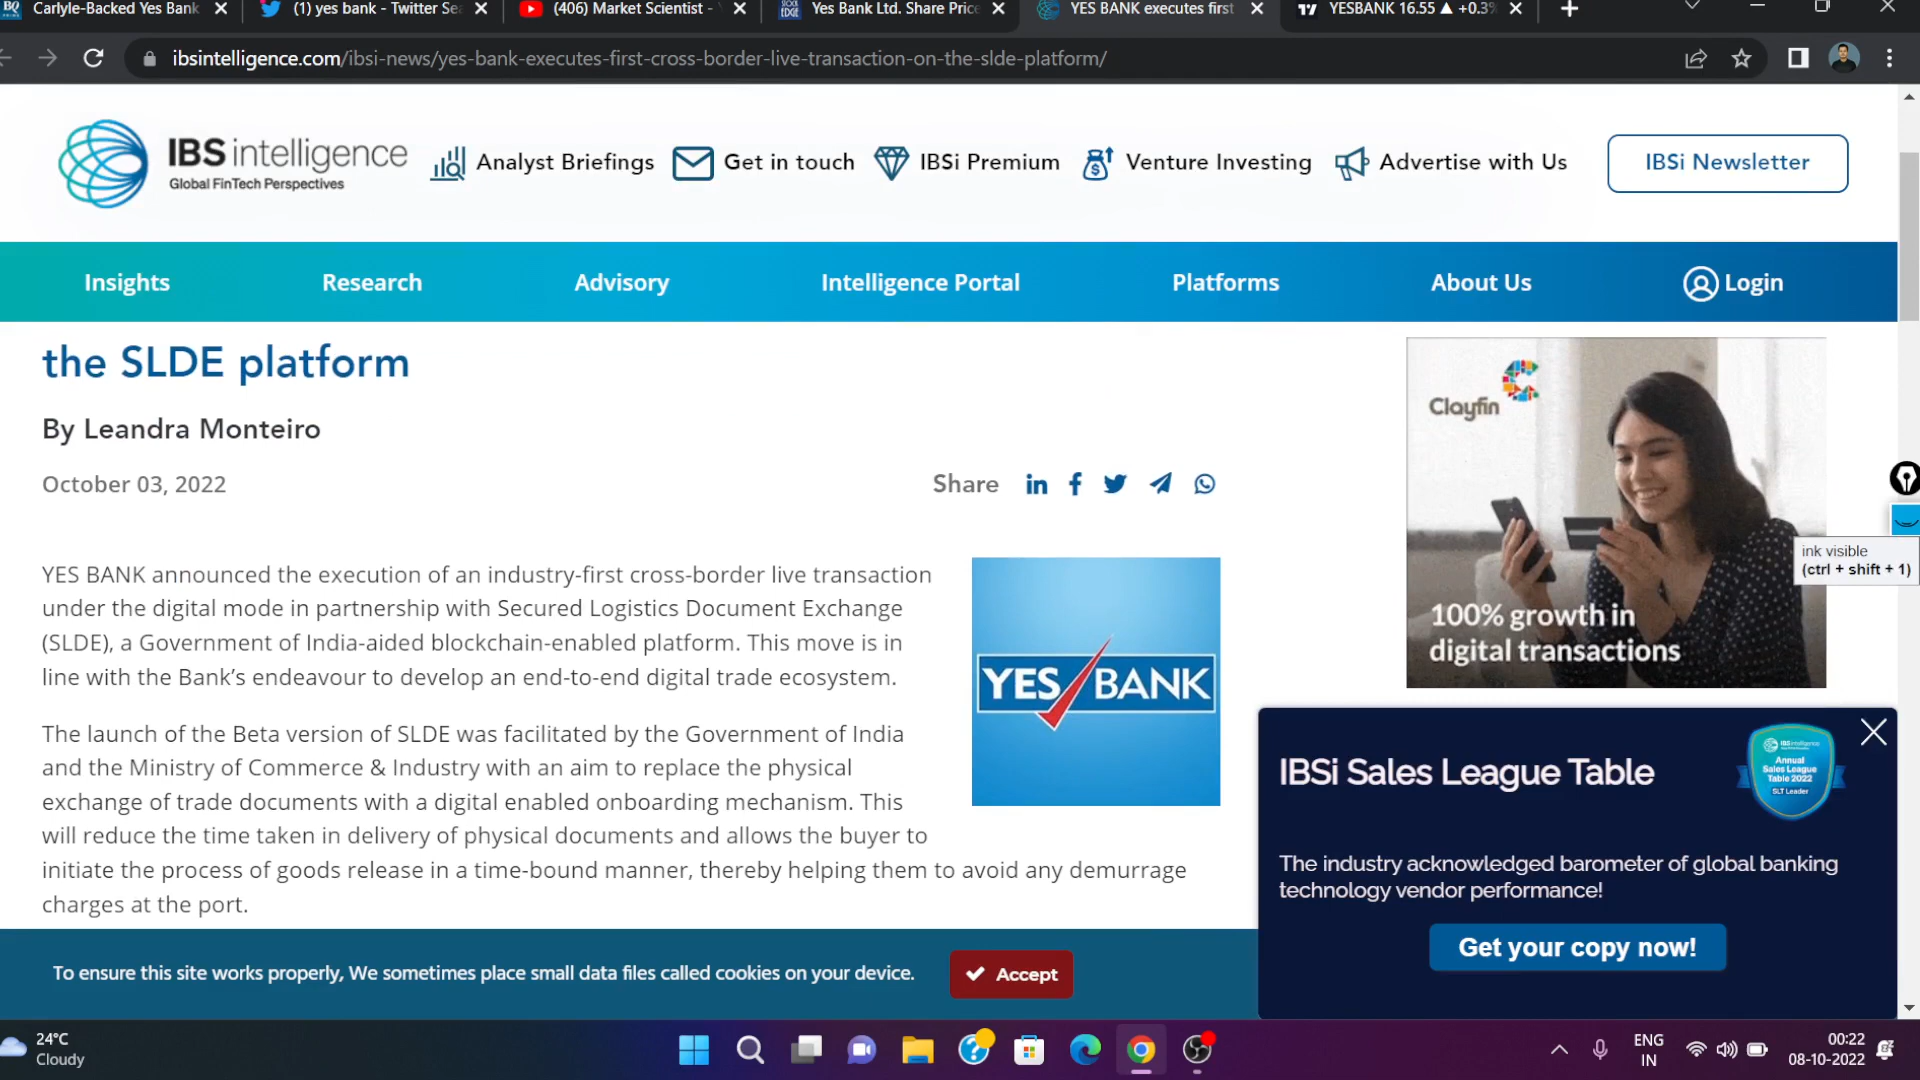 Carlyle-Backed Yes Bank
(1) yes bank - Twitter Sea
(406) Market Scientist -
Yes Bank Ltd. Share Price
YES BANK executes first
YESBANK 16.55 ▲ +0.3%
ibsintelligence.com/ibsi-news/yes-bank-executes-first-cross-border-live-transaction-on-the-slde-platform/
IBS intelligence
Global FinTech Perspectives
Analyst Briefings
Get in touch
IBSi Premium
Venture Investing
Advertise with Us
IBSi Newsletter
Insights
Research
Advisory
Intelligence Portal
Platforms
About Us
Login
the SLDE platform
By Leandra Monteiro
October 03, 2022
Share
YES BANK announced the execution of an industry-first cross-border live transaction
under the digital mode in partnership with Secured Logistics Document Exchange
(SLDE), a Government of India-aided blockchain-enabled platform. This move is in
line with the Bank’s endeavour to develop an end-to-end digital trade ecosystem.
YES BANK
The launch of the Beta version of SLDE was facilitated by the Government of India
and the Ministry of Commerce & Industry with an aim to replace the physical
exchange of trade documents with a digital enabled onboarding mechanism. This
will reduce the time taken in delivery of physical documents and allows the buyer to
initiate the process of goods release in a time-bound manner, thereby helping them to avoid any demurrage
charges at the port.
Clayfin
100% growth in
digital transactions
ink visible
(ctrl + shift + 1)
IBSi Sales League Table
IBSintelligence
Annual
Sales League
Table 2022
SLT Leader
The industry acknowledged barometer of global banking
technology vendor performance!
Get your copy now!
To ensure this site works properly, We sometimes place small data files called cookies on your device.
Accept
24°C
Cloudy
ENG
IN
00:22
08-10-2022